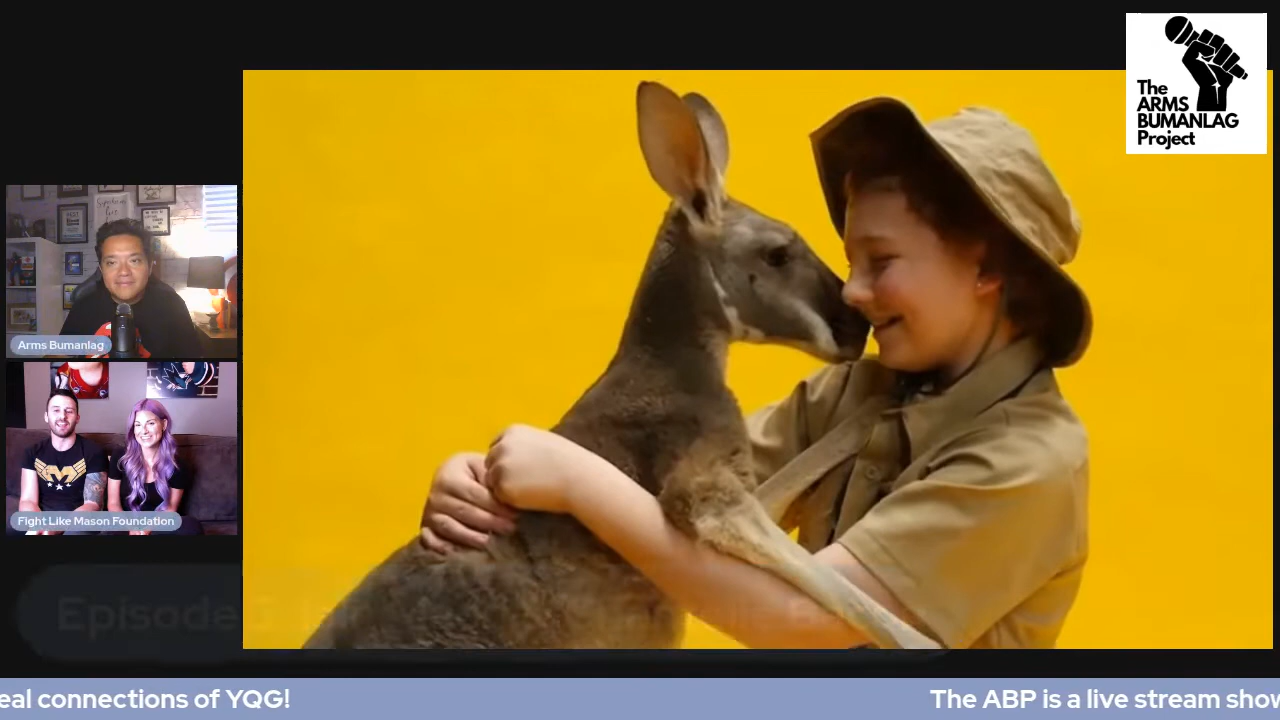 The
ARMS
BUMANLAG
Project
Arms Bumanlag
Fight Like Mason Foundation
Episode
eal connections of YQG!
The ABP is a live stream show